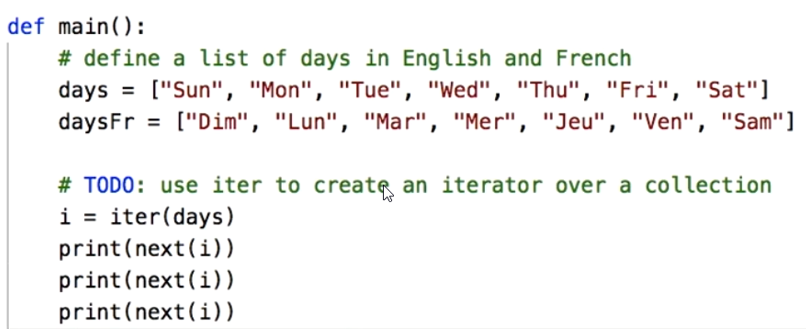 def main():
# define a list of days in English and French
days = ["Sun", "Mon", "Tue", "Wed", "Thu", "Fri", "Sat"]
daysFr = ["Dim", "Lun", "Mar", "Mer", "Jeu", "Ven", "Sam"]
# TODO: use iter to create an iterator over a collection
i = iter(days)
print(next(i))
print(next(i))
print(next(i))